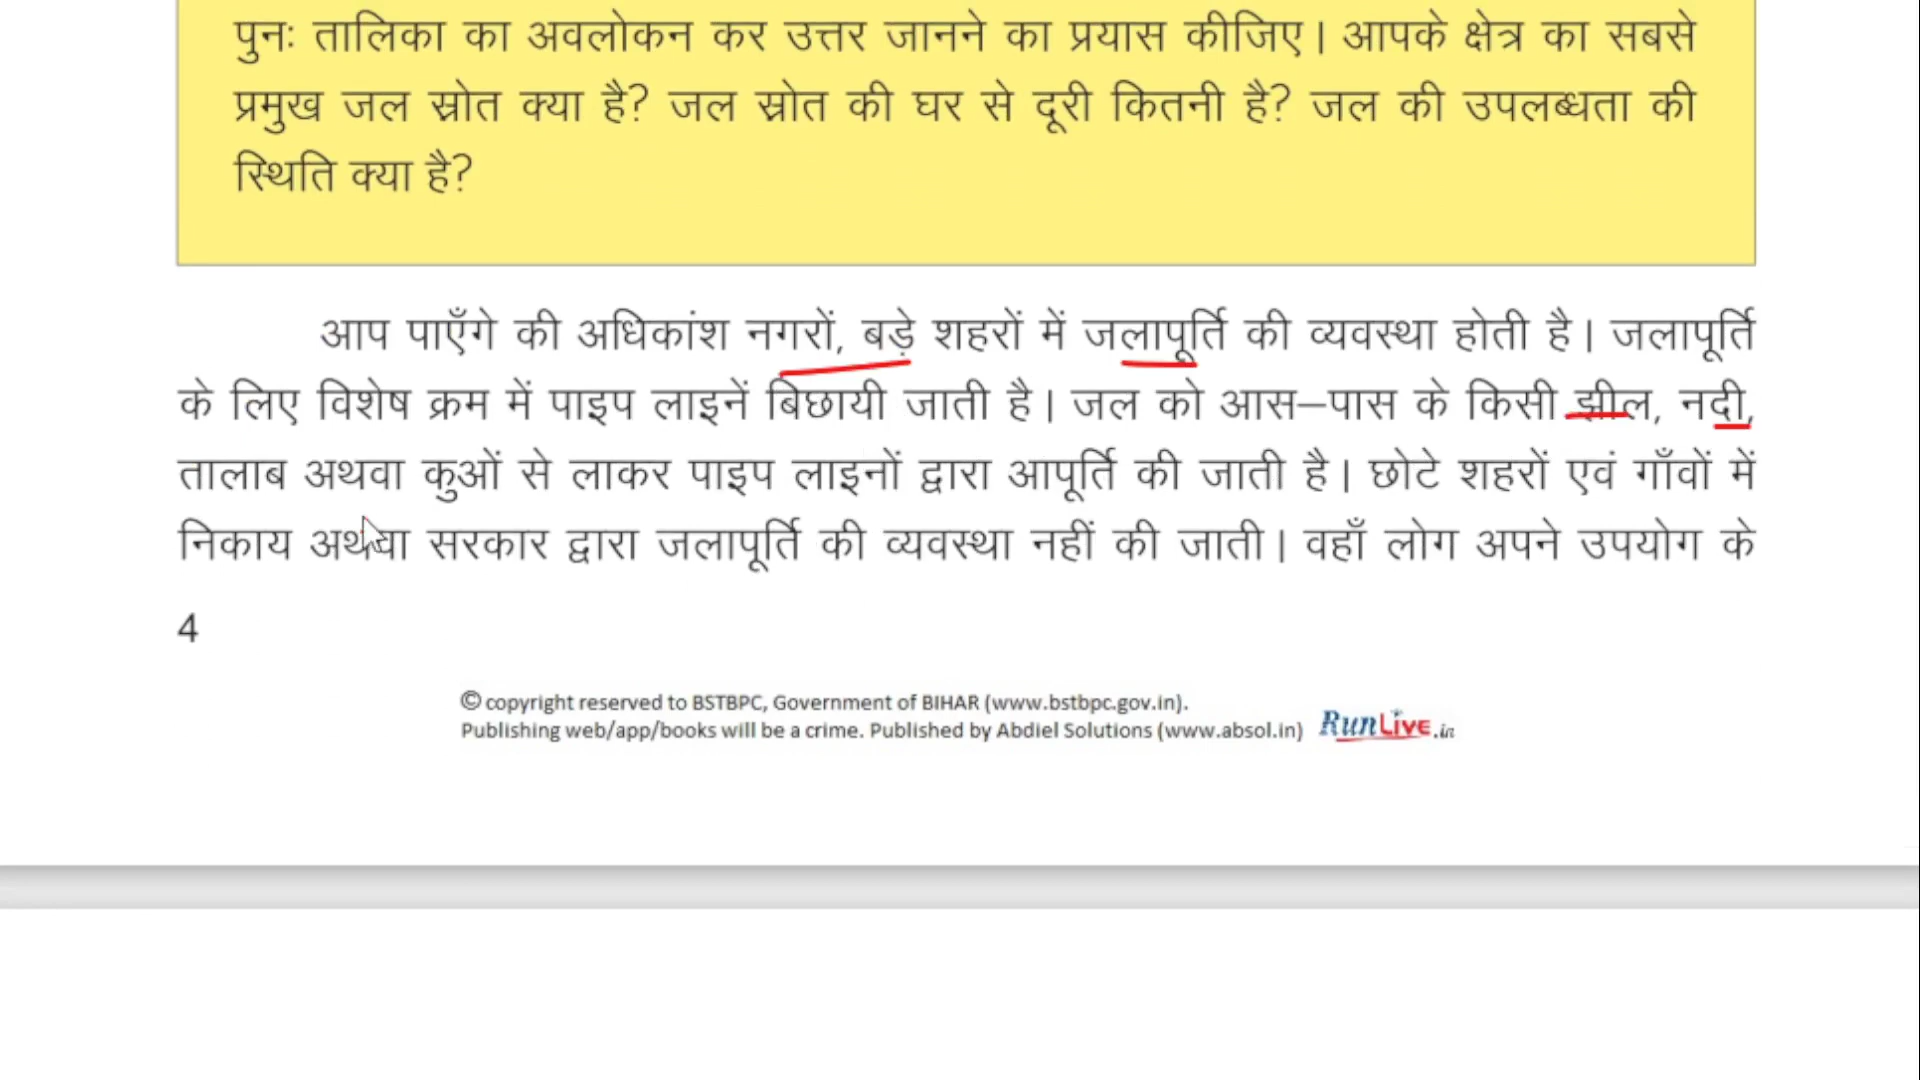 पुनः तालिका का अवलोकन कर उत्तर जानने का प्रयास कीजिए। आपके क्षेत्र का सबसे
प्रमुख जल स्रोत क्या है? जल स्रोत की घर से दूरी कितनी है? जल की उपलब्धता की
स्थिति क्या है?
आप पाएँगे की अधिकांश नगरों, बड़े शहरों में जलापूर्ति की व्यवस्था होती है। जलापूर्ति
के लिए विशेष क्रम में पाइप लाइनें बिछायी जाती है। जल को आस–पास के किसी झील, नदी,
तालाब अथवा कुओं से लाकर पाइप लाइनों द्वारा आपूर्ति की जाती है। छोटे शहरों एवं गाँवों में
निकाय अथवा सरकार द्वारा जलापूर्ति की व्यवस्था नहीं की जाती। वहाँ लोग अपने उपयोग के
4
© copyright reserved to BSTBPC, Government of BIHAR (www.bstbpc.gov.in).
Publishing web/app/books will be a crime. Published by Abdiel Solutions (www.absol.in) RunLive.in